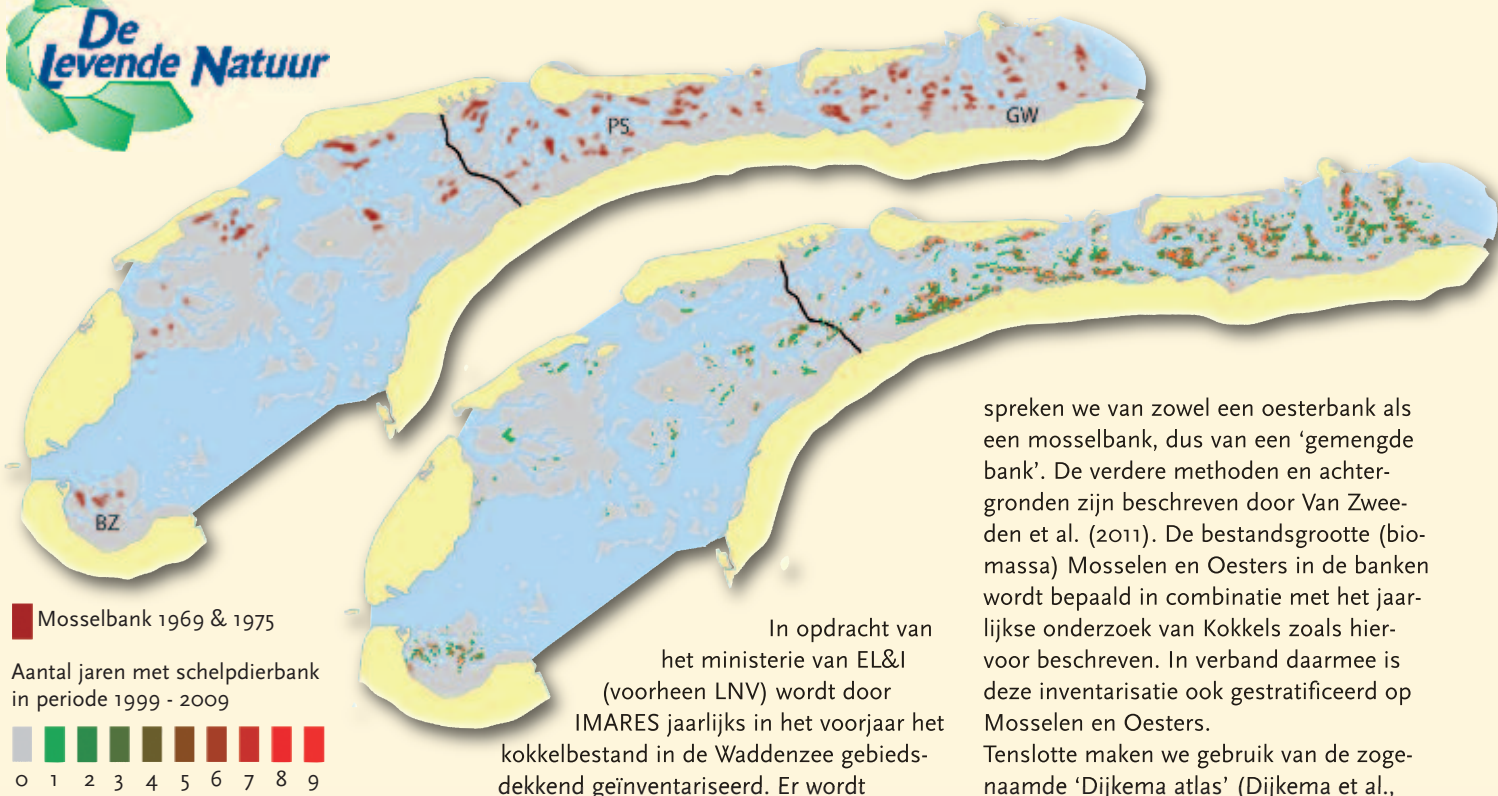 De
Levende Natuur
PS
GW
BZ
Mosselbank 1969 & 1975
Aantal jaren met schelpdierbank
in periode 1999 - 2009
0 1 2 3 4 5 6 7 8 9
In opdracht van
het ministerie van EL&I
(voorheen LNV) wordt door
IMARES jaarlijks in het voorjaar het
kokkelbestand in de Waddenzee gebieds-
dekkend geïnventariseerd. Er wordt
spreken we van zowel een oesterbank als
een mosselbank, dus van een ‘gemengde
bank’. De verdere methoden en achter-
gronden zijn beschreven door Van Zwee-
den et al. (2011). De bestandsgrootte (bio-
massa) Mosselen en Oesters in de banken
wordt bepaald in combinatie met het jaar-
lijkse onderzoek van Kokkels zoals hier-
voor beschreven. In verband daarmee is
deze inventarisatie ook gestratificeerd op
Mosselen en Oesters.
Tenslotte maken we gebruik van de zoge-
naamde ‘Dijkema atlas’ (Dijkema et al.,